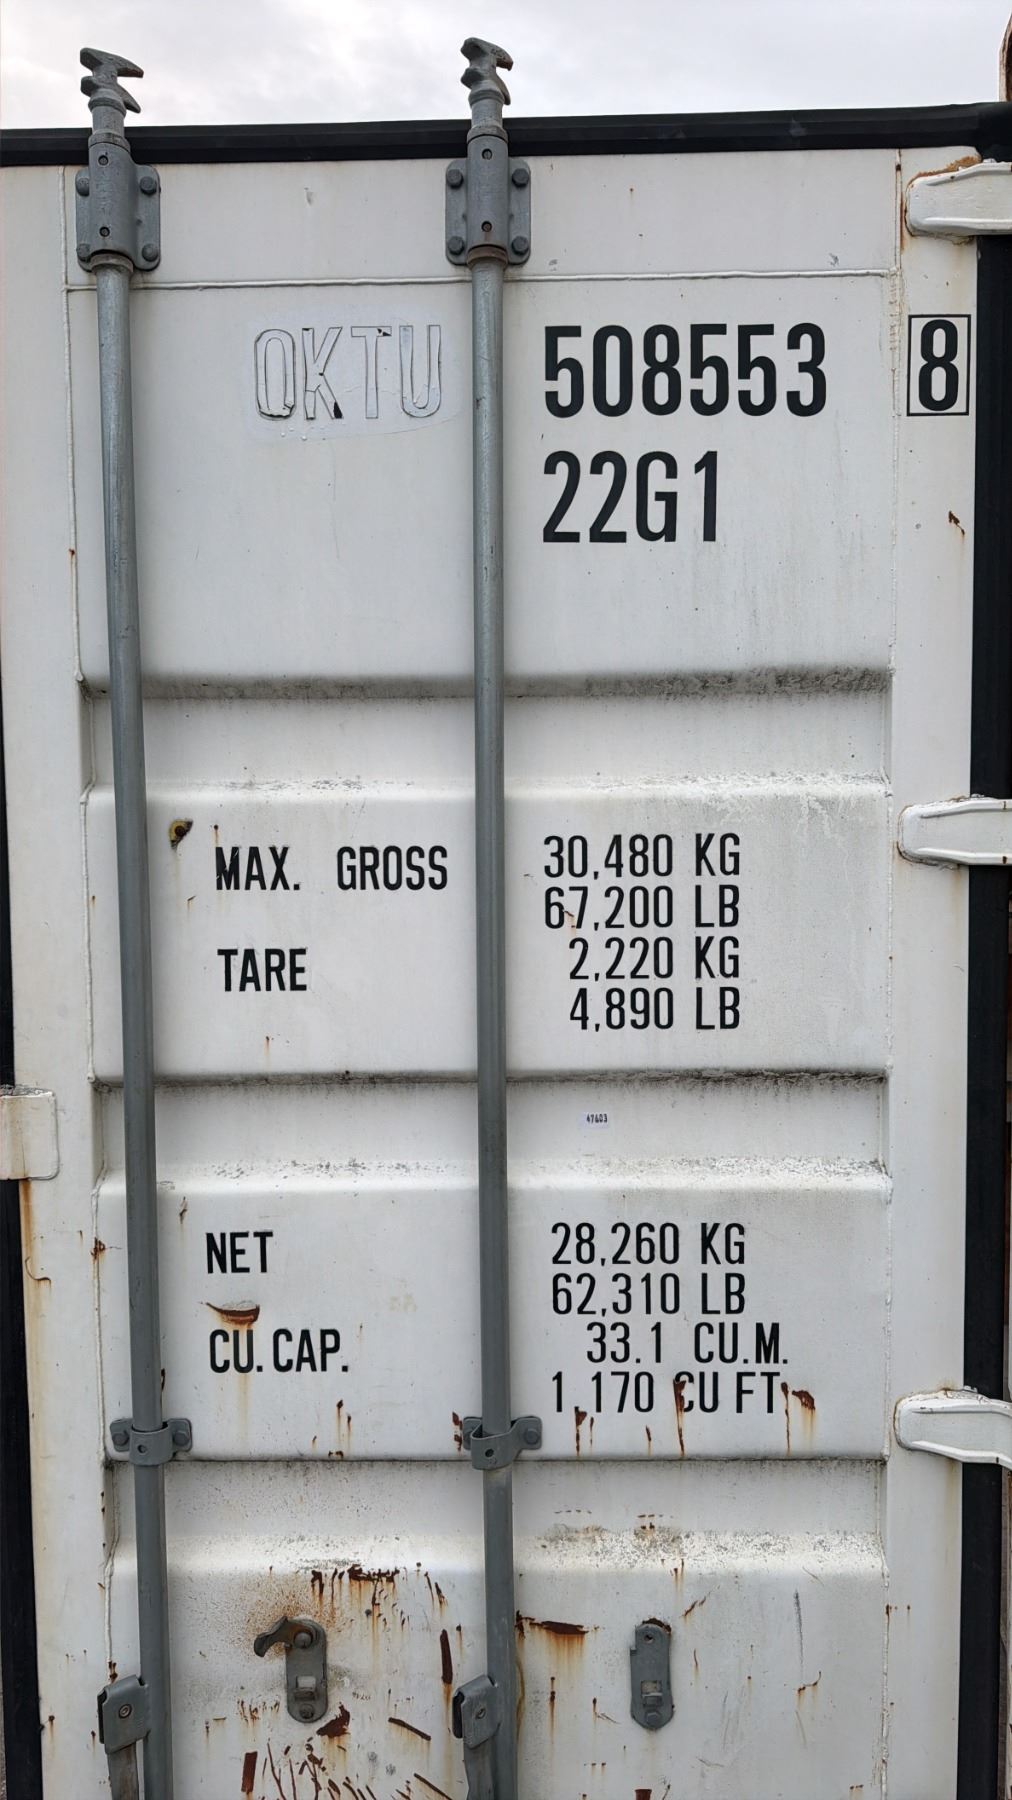 OKTU 508553 8
22G1
MAX. GROSS 30,480 KG
67,200 LB
TARE 2,220 KG
4,890 LB
47603
NET 28,260 KG
62,310 LB
CU.CAP. 33.1 CU.M.
1,170 CU FT.